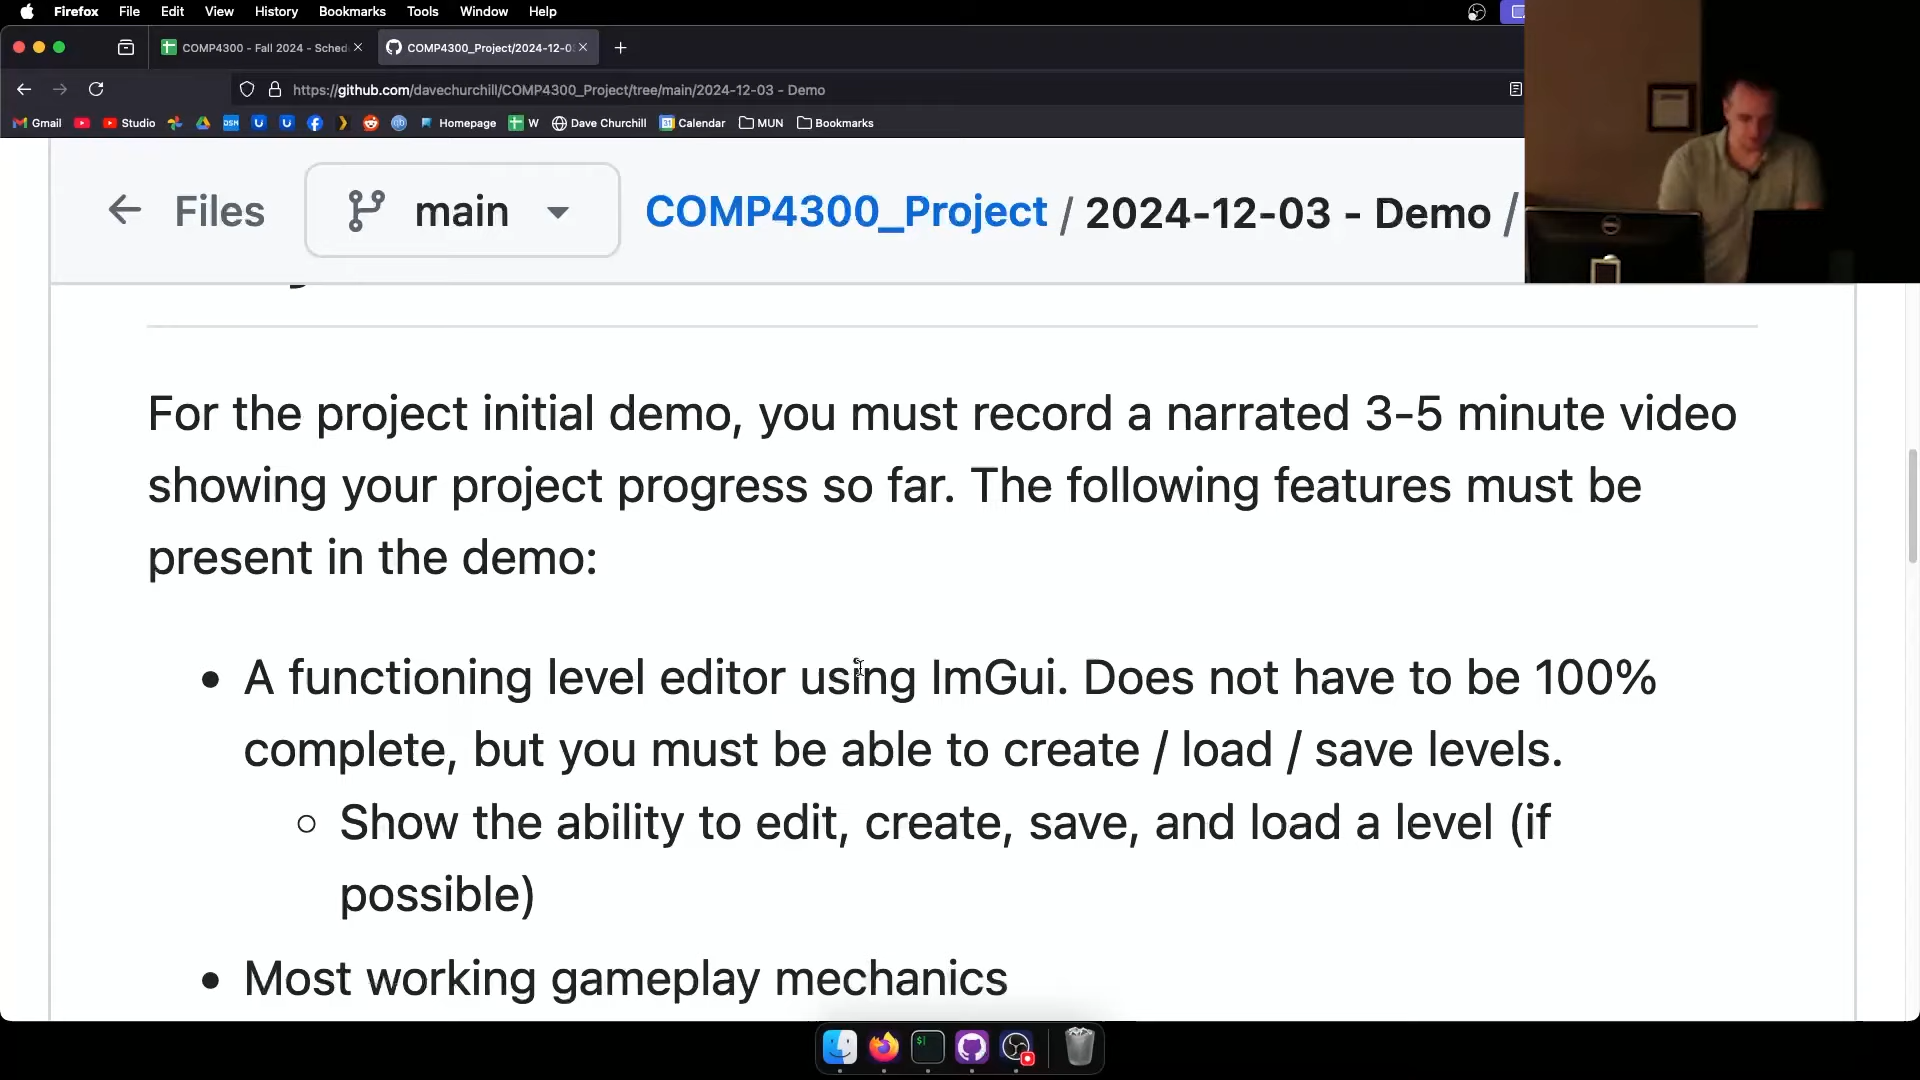 Firefox File Edit View History Bookmarks Tools Window Help
COMP4300 - Fall 2024 - Sched
COMP4300_Project/2024-12-0
https://github.com/davechurchill/COMP4300_Project/tree/main/2024-12-03 - Demo
Gmail Studio DSM Homepage W Dave Churchill Calendar MUN Bookmarks
Files main COMP4300_Project / 2024-12-03 - Demo /
For the project initial demo, you must record a narrated 3-5 minute video
showing your project progress so far. The following features must be
present in the demo:
• A functioning level editor using ImGui. Does not have to be 100%
complete, but you must be able to create / load / save levels.
○ Show the ability to edit, create, save, and load a level (if
possible)
• Most working gameplay mechanics